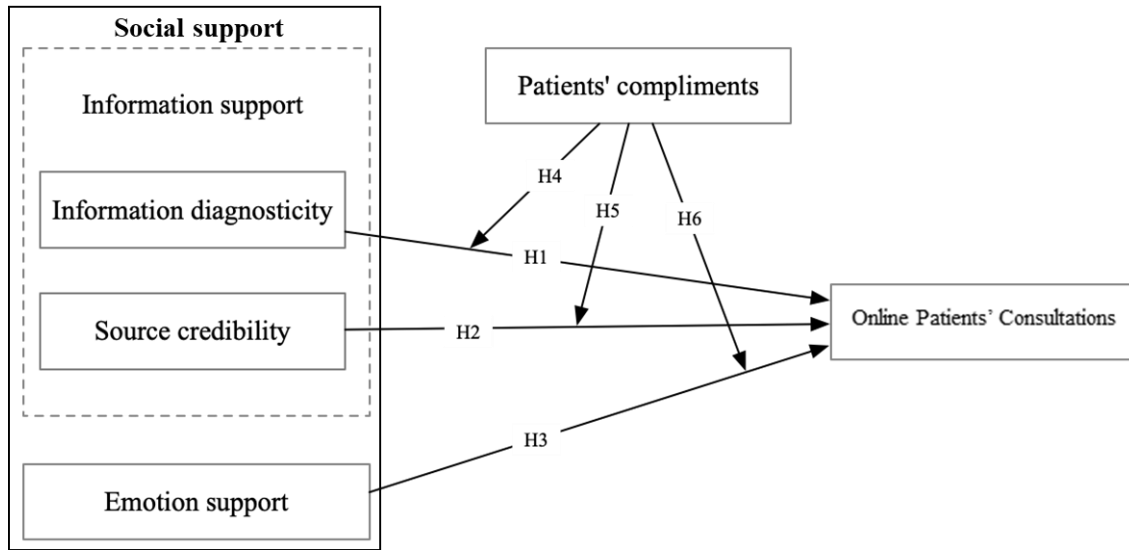 Social support
Information support
Information diagnosticity
Source credibility
Emotion support
Patients' compliments
H4
H5
H6
H1
H2
H3
Online Patients’ Consultations